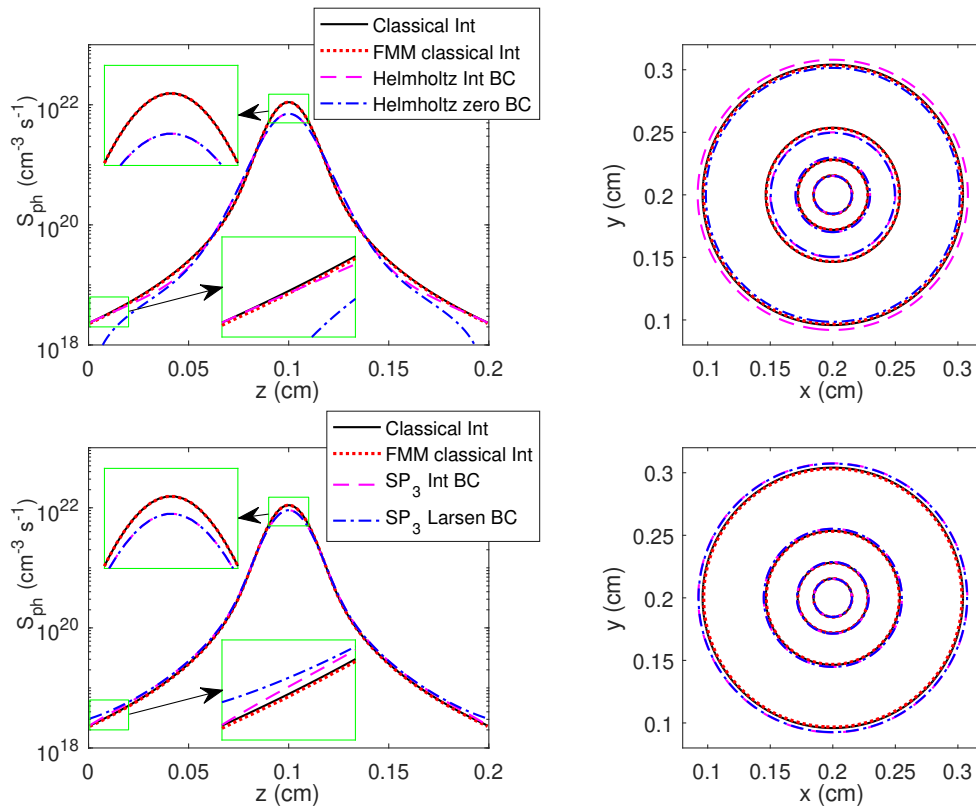 Classical Int
FMM classical Int
Helmholtz Int BC
Helmholtz zero BC
S_ph (cm^-3 s^-1)
10^22
10^20
10^18
0 0.05 0.1 0.15 0.2
z (cm)
y (cm)
0.3
0.25
0.20
0.15
0.1
0.1 0.15 0.2 0.25 0.3
x (cm)
Classical Int
FMM classical Int
SP_3 Int BC
SP_3 Larsen BC
S_ph (cm^-3 s^-1)
10^22
10^20
10^18
0 0.05 0.1 0.15 0.2
z (cm)
y (cm)
0.3
0.25
0.20
0.15
0.1
0.1 0.15 0.2 0.25 0.3
x (cm)